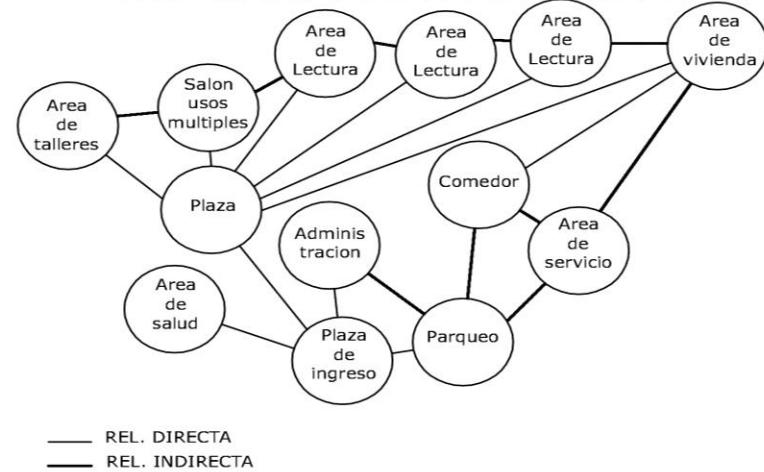 Area
de
Lectura
Area
de
Lectura
Area
de
Lectura
Area
de
vivienda
Area
de
talleres
Salon
usos
multiples
Plaza
Comedor
Adminis
tracion
Area
de
servicio
Area
de
salud
Plaza
de
ingreso
Parqueo
REL. DIRECTA
REL. INDIRECTA